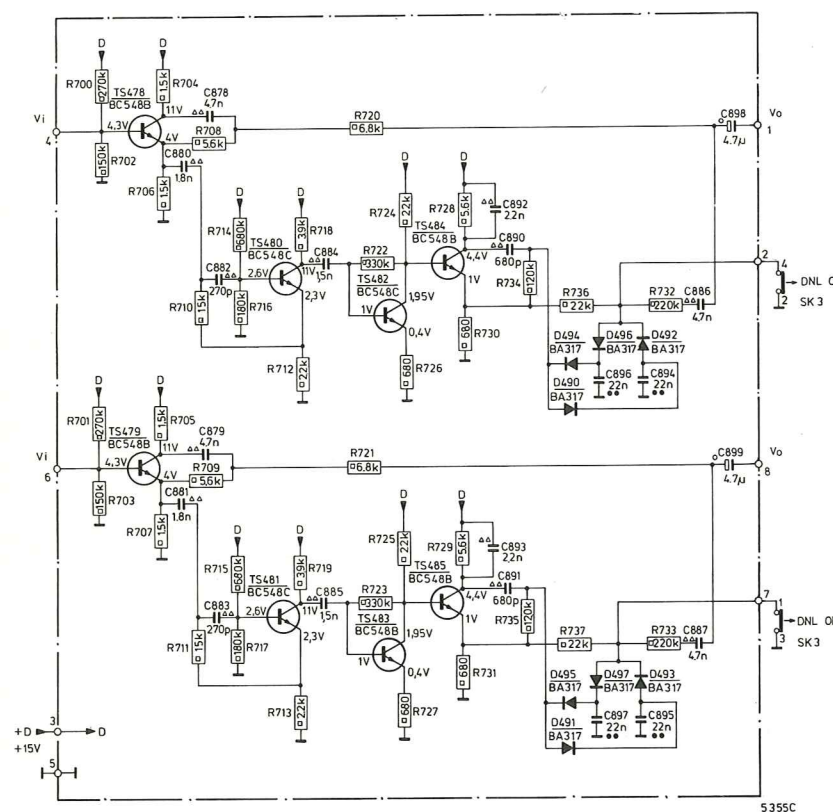 D D
R700 270k
TS478
BC548B
1,5k R704
C878
4,7n
11V
Vi
4
4,3V
4V
R708
5,6k
R720
6,8k
C898
4,7µ
Vo
1
150k
R702
C880
1,8n
R706 1,5k
D D
R714 680k
TS480
BC548C
39k R718
C884
1,5n
11V
C882
270p
2,6V
2,3V
R710 15k
180k R716
R712 22k
D D
R724 22k
TS484
BC548B
R728 5,6k
C892
2,2n
R722
330k
TS482
BC548C
4,4V
C890
680p
1V
1,95V
1V
0,4V
R734 120k
680 R730
680
R726
R736
22k
R732
220k
C886
4,7n
2
4
2
DNL O
SK3
D494
BA317
D496
BA317
D492
BA317
D490
BA317
C896
22n
C894
22n
D D
R701 270k
TS479
BC548B
1,5k R705
C879
4,7n
11V
Vi
6
4,3V
4V
R709
5,6k
R721
6,8k
C899
4,7µ
Vo
8
150k
R703
C881
1,8n
R707 1,5k
D D
R715 680k
TS481
BC548C
39k R719
C885
1,5n
11V
C883
270p
2,6V
2,3V
R711 15k
180k R717
R713 2,2k
D D
R725 22k
TS485
BC548B
R729 5,6k
C893
2,2n
R723
330k
TS483
BC548B
4,4V
C891
680p
1V
1,95V
1V
0,4V
R735 120k
680 R731
680
R727
R737
22k
R733
220k
C887
4,7n
7
1
3
DNL O
SK3
D495
BA317
D497
BA317
D493
BA317
D491
BA317
C897
22n
C895
22n
+D 3 D
+15V
5
5355C